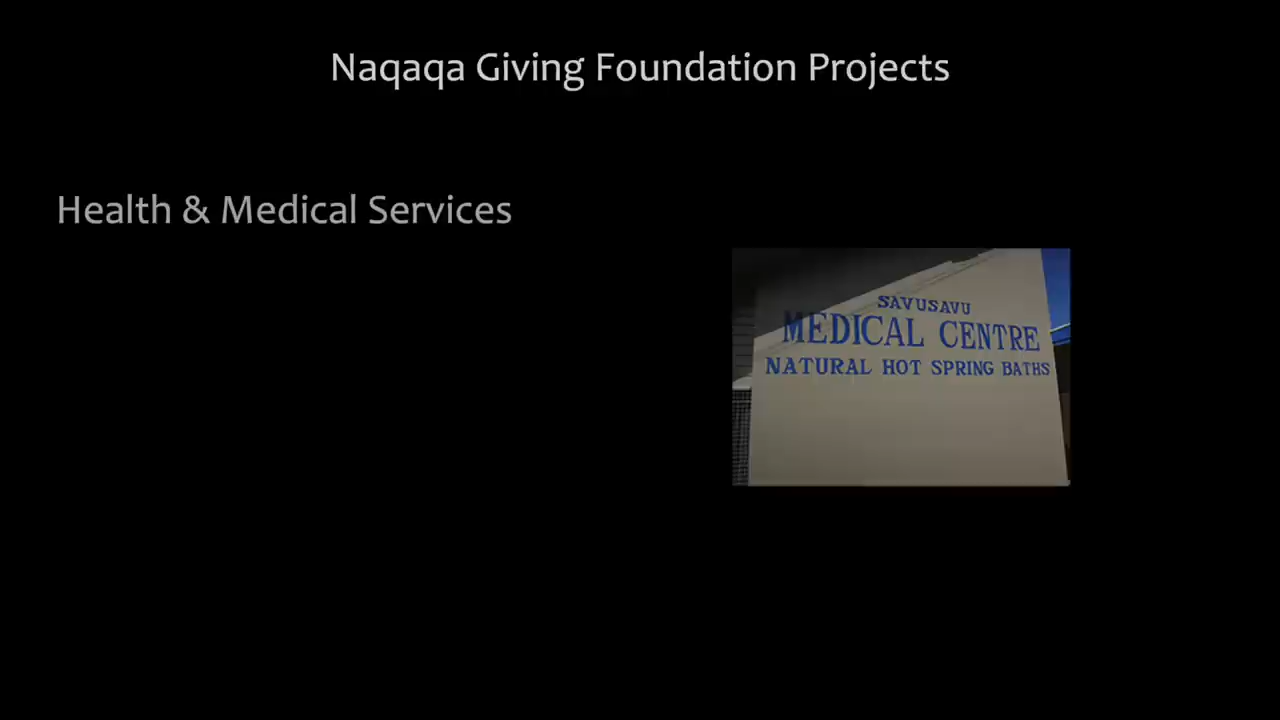 Naqaqa Giving Foundation Projects
Health & Medical Services
SAVUSAVU
MEDICAL CENTRE
NATURAL HOT SPRING BATHS